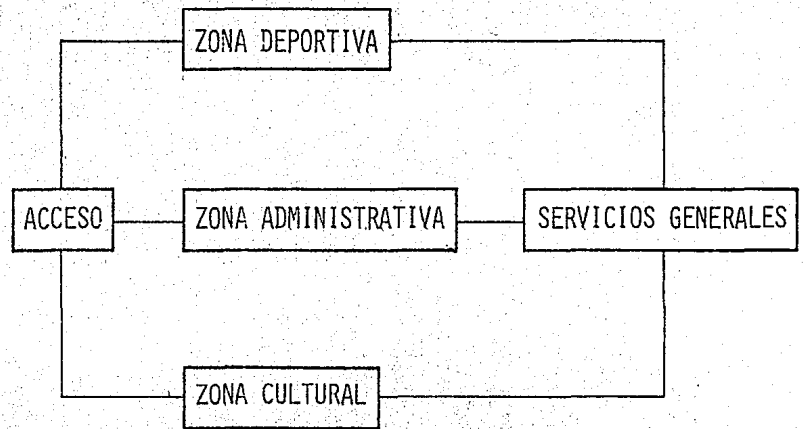 ZONA DEPORTIVA
ACCESO
ZONA ADMINISTRATIVA
SERVICIOS GENERALES
ZONA CULTURAL